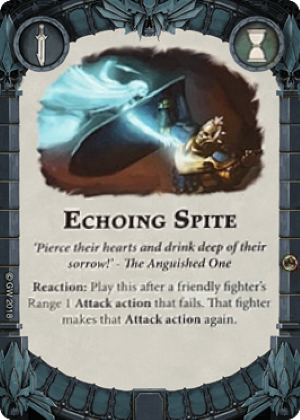 ECHOING SPITE
'Pierce their hearts and drink deep of their
sorrow!' - The Anguished One
Reaction: Play this after a friendly fighter's
Range 1 Attack action that fails. That fighter
makes that Attack action again.
© GW 2018